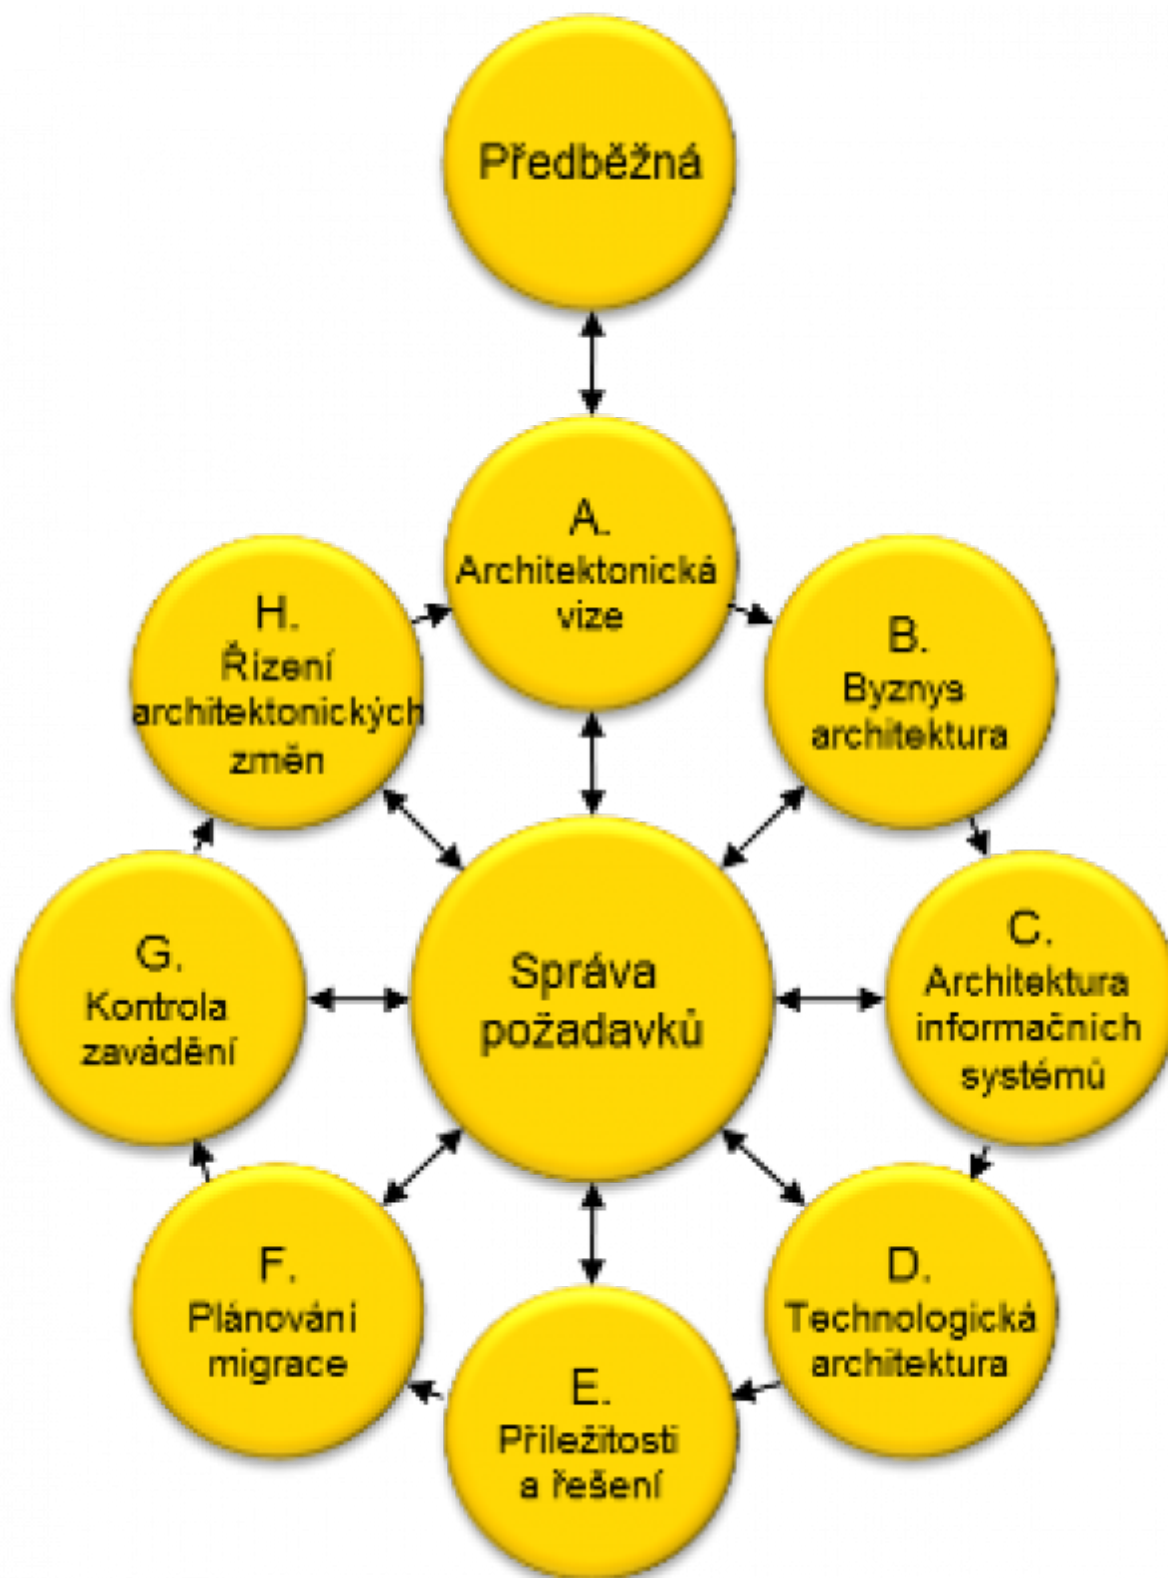 Předběžná
A.
Architektonická
vize
B.
Byznys
architektura
C.
Architektura
informačních
systémů
D.
Technologická
architektura
E.
Příležitosti
a řešení
F.
Plánování
migrace
G.
Kontrola
zavádění
H.
Řízení
architektonických
změn
Správa
požadavků